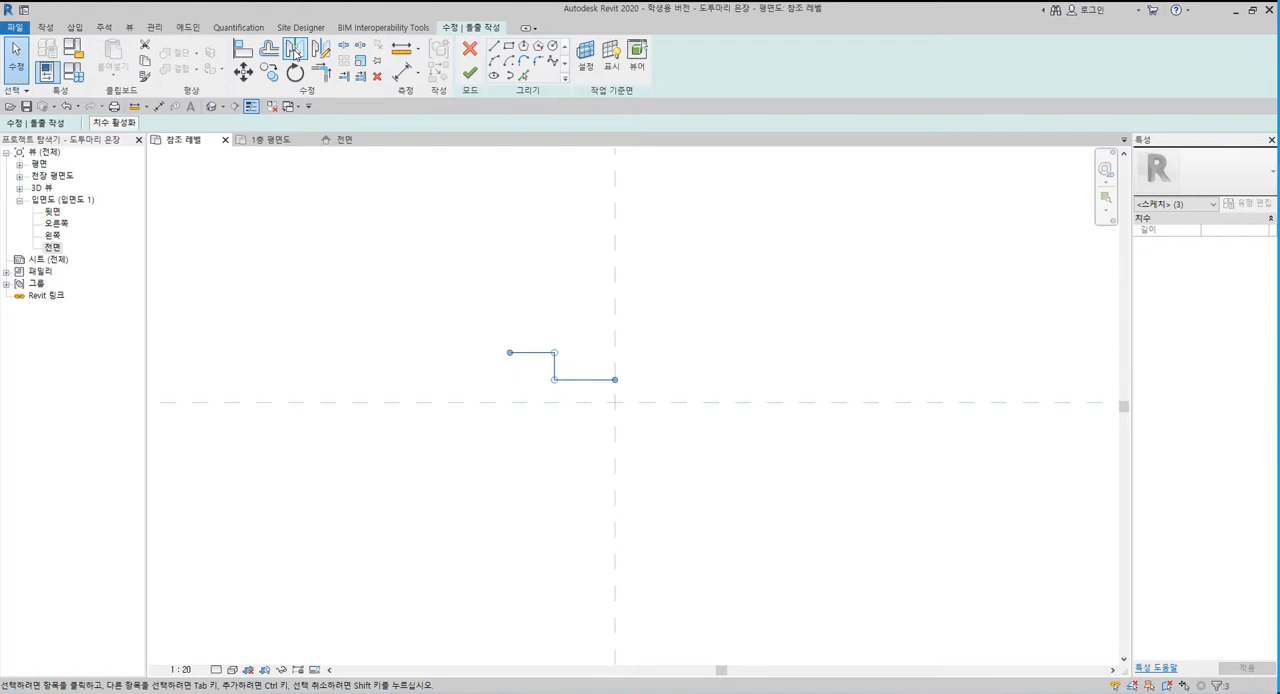 Autodesk Revit 2020 - 학생용 버전 - 도투마리 은장 - 평면도: 참조 레벨
로그인
파일 작성 삽입 주석 뷰 관리 애드인 Quantification Site Designer BIM Interoperability Tools 수정 | 돌출 작성
수정 붙여넣기 절단 결합 설정 표시 뷰어
선택 특성 클립보드 형상 수정 측정 작성 모드 그리기 작업 기준면
수정 | 돌출 작성 치수 활성화
프로젝트 탐색기 - 도투마리 은장
참조 레벨 1층 평면도 전면
특성
뷰 (전체)
평면
천장 평면도
3D 뷰
입면도 (입면도 1)
뒷면
오른쪽
왼쪽
전면
시트 (전체)
패밀리
그룹
Revit 링크
<스케치> (3) 유형 편집
치수
길이
1 : 20
특성 도움말 적용
선택하려면 항목을 클릭하고, 다른 항목을 선택하려면 Tab 키, 추가하려면 Ctrl 키, 선택 취소하려면 Shift 키를 누르십시오.
:3